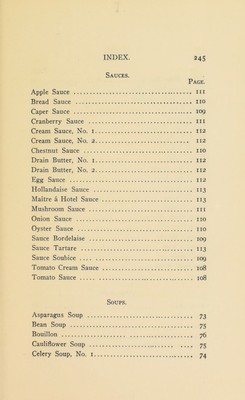 INDEX. 245
SAUCES.
PAGE.
Apple Sauce ........ 111
Bread Sauce ........ 110
Caper Sauce ........ 109
Cranberry Sauce ........ 111
Cream Sauce, No. 1 ........ 112
Cream Sauce, No. 2 ........ 112
Chestnut Sauce ........ 110
Drain Butter, No. 1 ........ 112
Drain Butter, No. 2 ........ 112
Egg Sauce ........ 112
Hollandaise Sauce ........ 113
Maitre á Hotel Sauce ........ 113
Mushroom Sauce ........ 111
Onion Sauce ........ 110
Oyster Sauce ........ 110
Sauce Bordelaise ........ 109
Sauce Tartare ........ 113
Sauce Soubice ........ 109
Tomato Cream Sauce ........ 108
Tomato Sauce ........ 108
SOUPS.
Asparagus Soup ........ 73
Bean Soup ........ 75
Bouillon ........ 76
Cauliflower Soup ........ 75
Celery Soup, No. 1 ........ 74